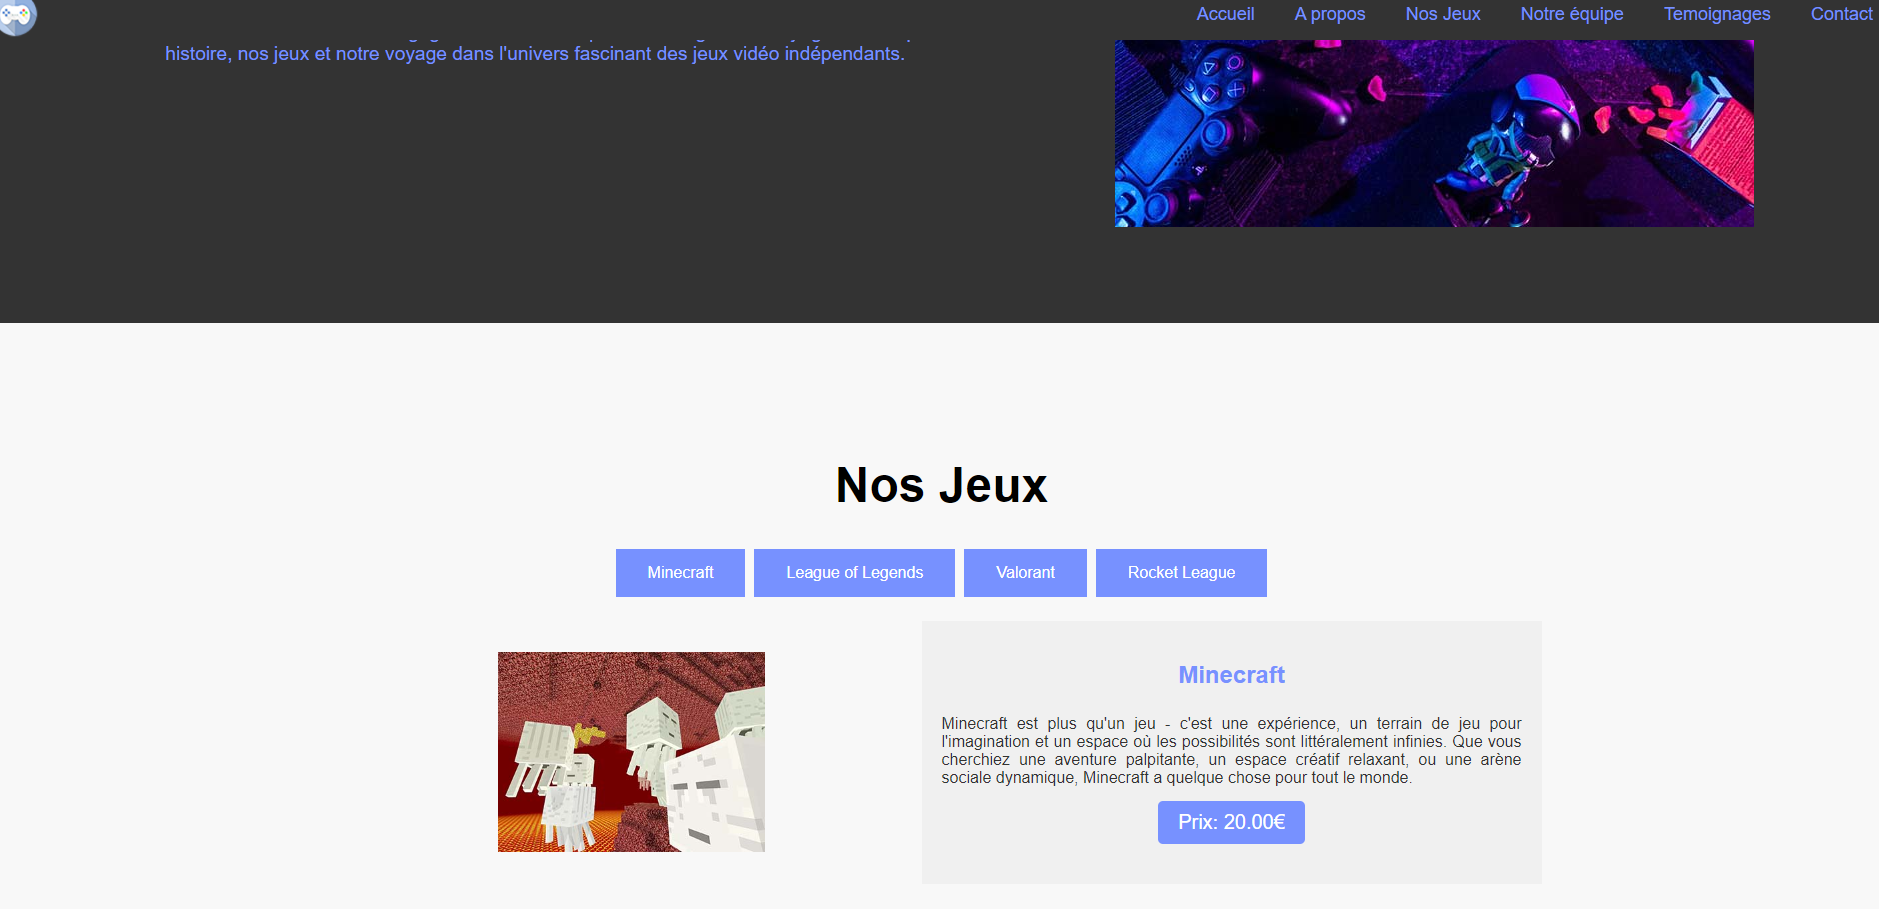 Accueil A propos Nos Jeux Notre équipe Temoignages Contact
histoire, nos jeux et notre voyage dans l'univers fascinant des jeux vidéo indépendants.
Nos Jeux
Minecraft League of Legends Valorant Rocket League
Minecraft
Minecraft est plus qu'un jeu - c'est une expérience, un terrain de jeu pour
l'imagination et un espace où les possibilités sont littéralement infinies. Que vous
cherchiez une aventure palpitante, un espace créatif relaxant, ou une arène
sociale dynamique, Minecraft a quelque chose pour tout le monde.
Prix: 20.00€